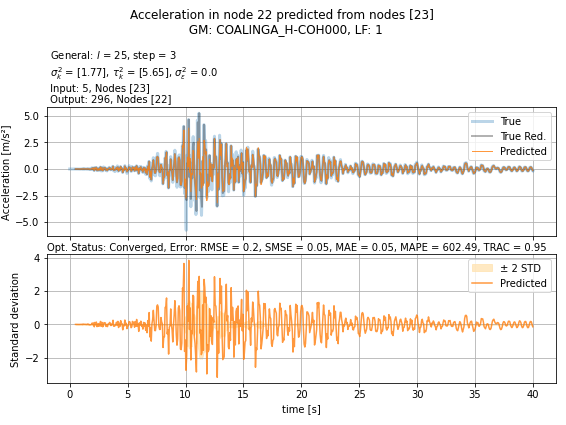 Acceleration in node 22 predicted from nodes [23]
GM: COALINGA_H-COH000, LF: 1
General: l = 25, step = 3
σ²ₖ = [1.77], τ²ₖ = [5.65], σ²ε = 0.0
Input: 5, Nodes [23]
Output: 296, Nodes [22]
Acceleration [m/s²]
5.0
2.5
0.0
−2.5
−5.0
True
True Red.
Predicted
Opt. Status: Converged, Error: RMSE = 0.2, SMSE = 0.05, MAE = 0.05, MAPE = 602.49, TRAC = 0.95
Standard deviation
4
2
0
−2
± 2 STD
Predicted
0 5 10 15 20 25 30 35 40
time [s]